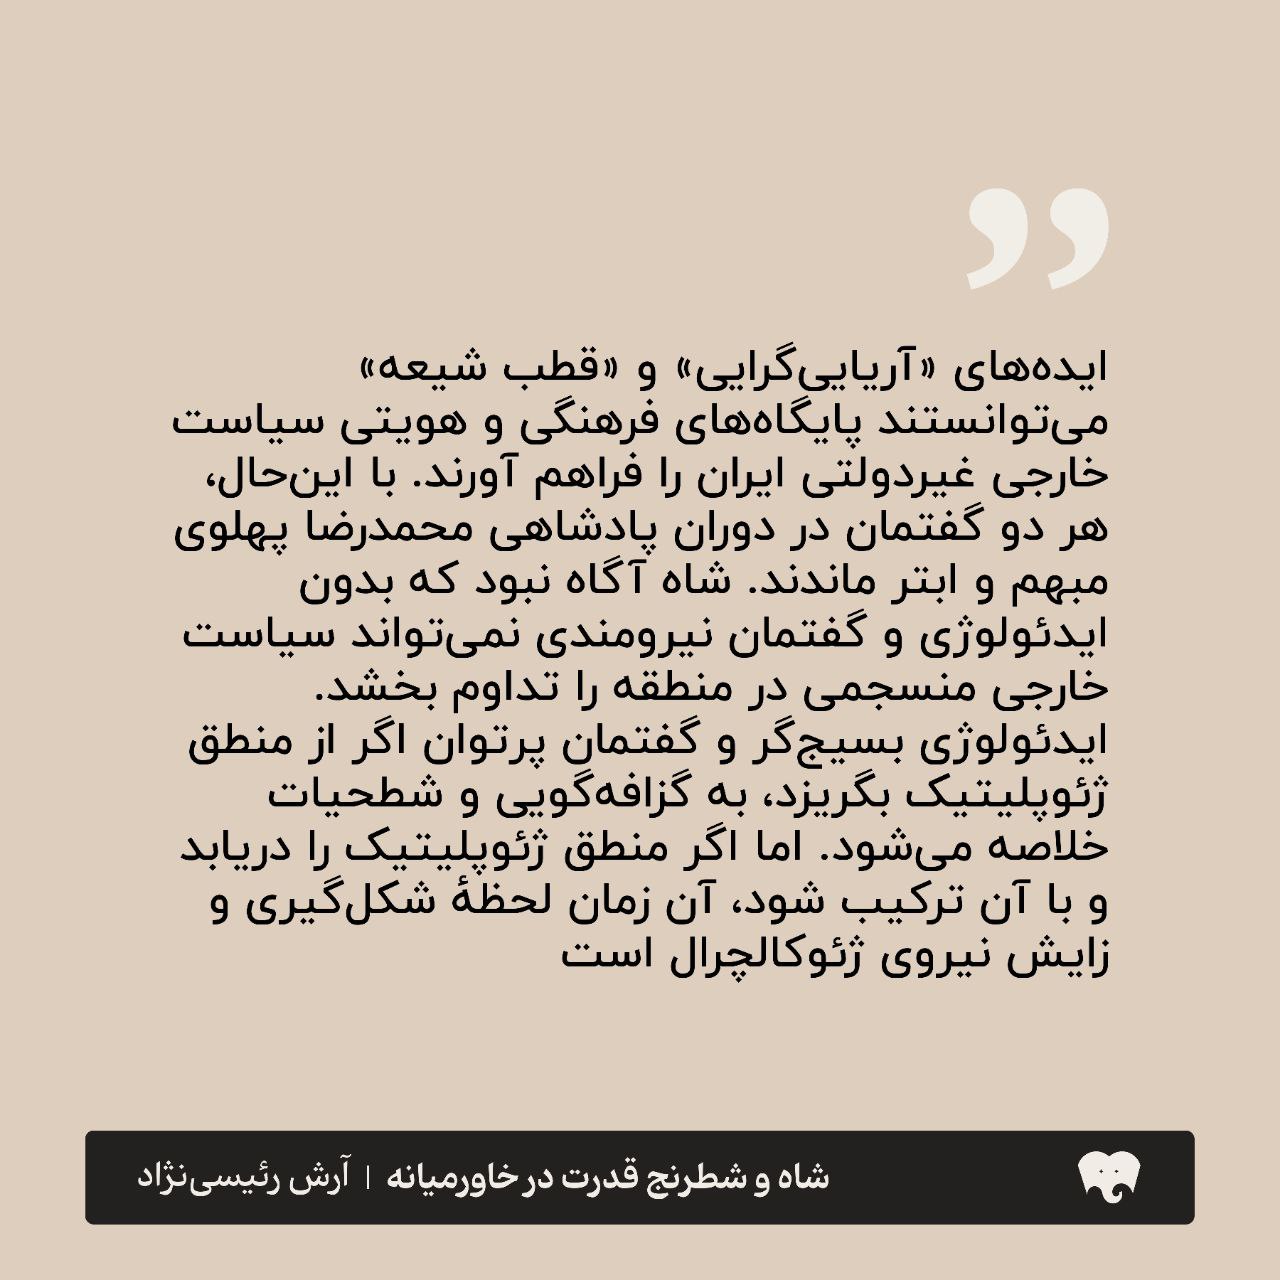 ”
ایده‌های «آریایی‌گرایی» و «قطب شیعه»
می‌توانستند پایگاه‌های فرهنگی و هویتی سیاست
خارجی غیردولتی ایران را فراهم آورند. با این‌حال،
هر دو گفتمان در دوران پادشاهی محمدرضا پهلوی
مبهم و ابتر ماندند. شاه آگاه نبود که بدون
ایدئولوژی و گفتمان نیرومندی نمی‌تواند سیاست
خارجی منسجمی در منطقه را تداوم بخشد.
ایدئولوژی بسیج‌گر و گفتمان پرتوان اگر از منطق
ژئوپلیتیک بگریزد، به گزافه‌گویی و شطحیات
خلاصه می‌شود. اما اگر منطق ژئوپلیتیک را دریابد
و با آن ترکیب شود، آن زمان لحظهٔ شکل‌گیری و
زایش نیروی ژئوکالچرال است
شاه و شطرنج قدرت در خاورمیانه | آرش رئیسی‌نژاد